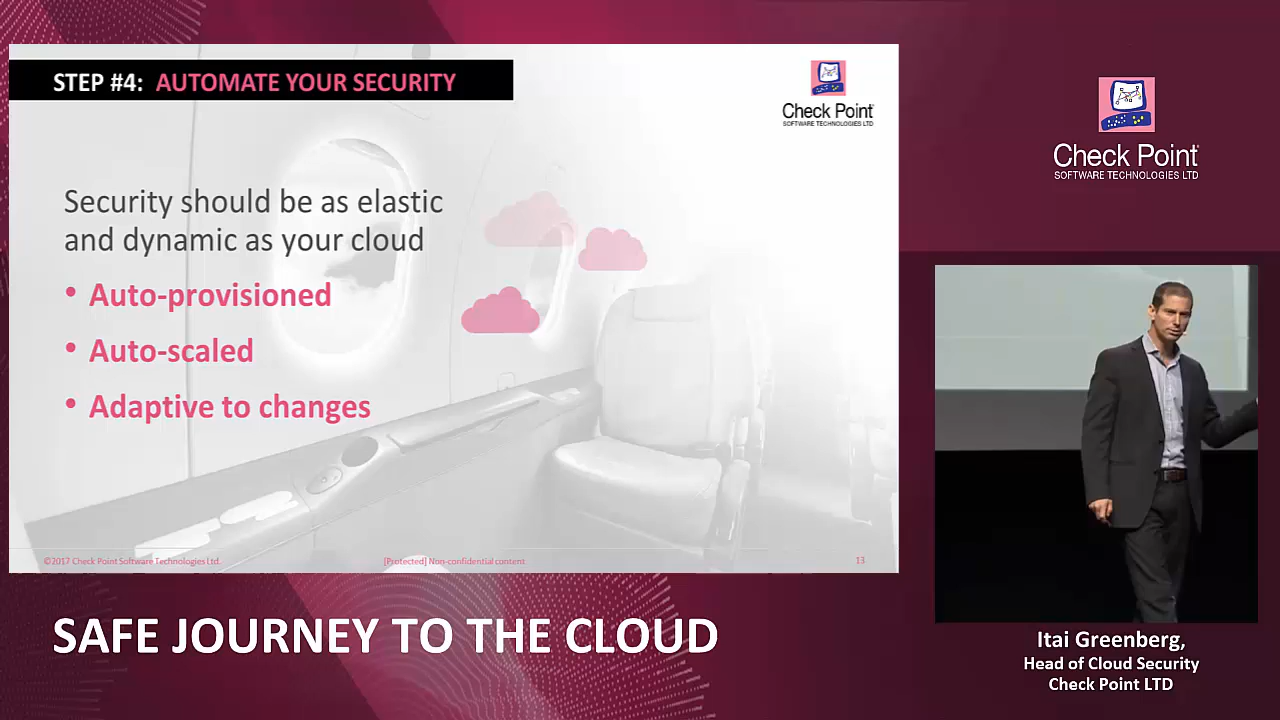 STEP #4: AUTOMATE YOUR SECURITY
Check Point
SOFTWARE TECHNOLOGIES LTD
Security should be as elastic
and dynamic as your cloud
• Auto-provisioned
• Auto-scaled
• Adaptive to changes
©2017 Check Point Software Technologies Ltd.
[Protected] Non-confidential content
13
Check Point
SOFTWARE TECHNOLOGIES LTD
SAFE JOURNEY TO THE CLOUD
Itai Greenberg,
Head of Cloud Security
Check Point LTD